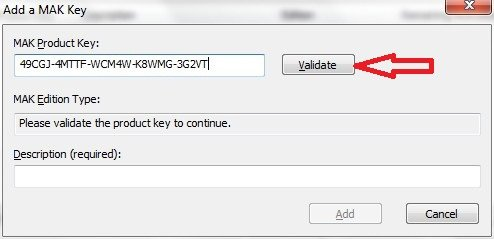 Add a MAK Key
MAK Product Key:
49CGJ-4MTTF-WCM4W-K8WMG-3G2VT
Validate
MAK Edition Type:
Please validate the product key to continue.
Description (required):
Add
Cancel